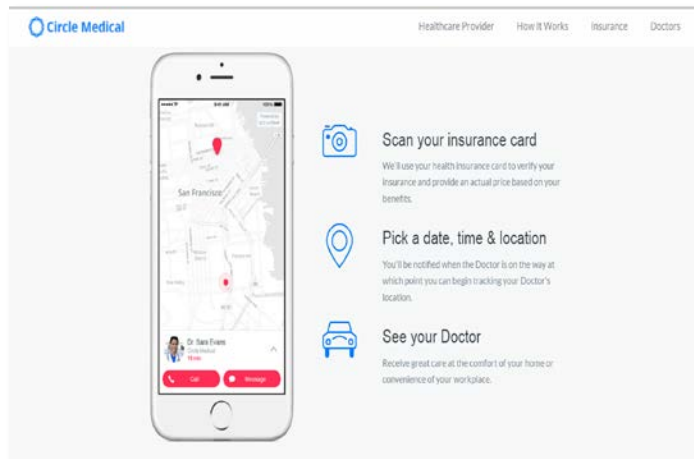 Circle Medical
Healthcare Provider
How It Works
Insurance
Doctors
San Francisco
Dr. Sara Evans
Circle Medical
Call
Message
Scan your insurance card
We'll use your health insurance card to verify your
insurance and provide an actual price based on your
benefits.
Pick a date, time & location
You'll be notified when the Doctor is on the way at
which point you can begin tracking your Doctor's
location.
See your Doctor
Receive great care at the comfort of your home or
convenience of your workplace.